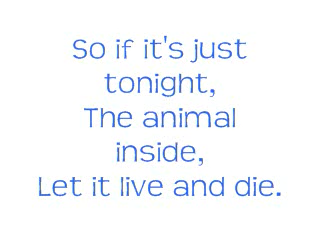 So if it's just
tonight,
The animal
inside,
Let it live and die.